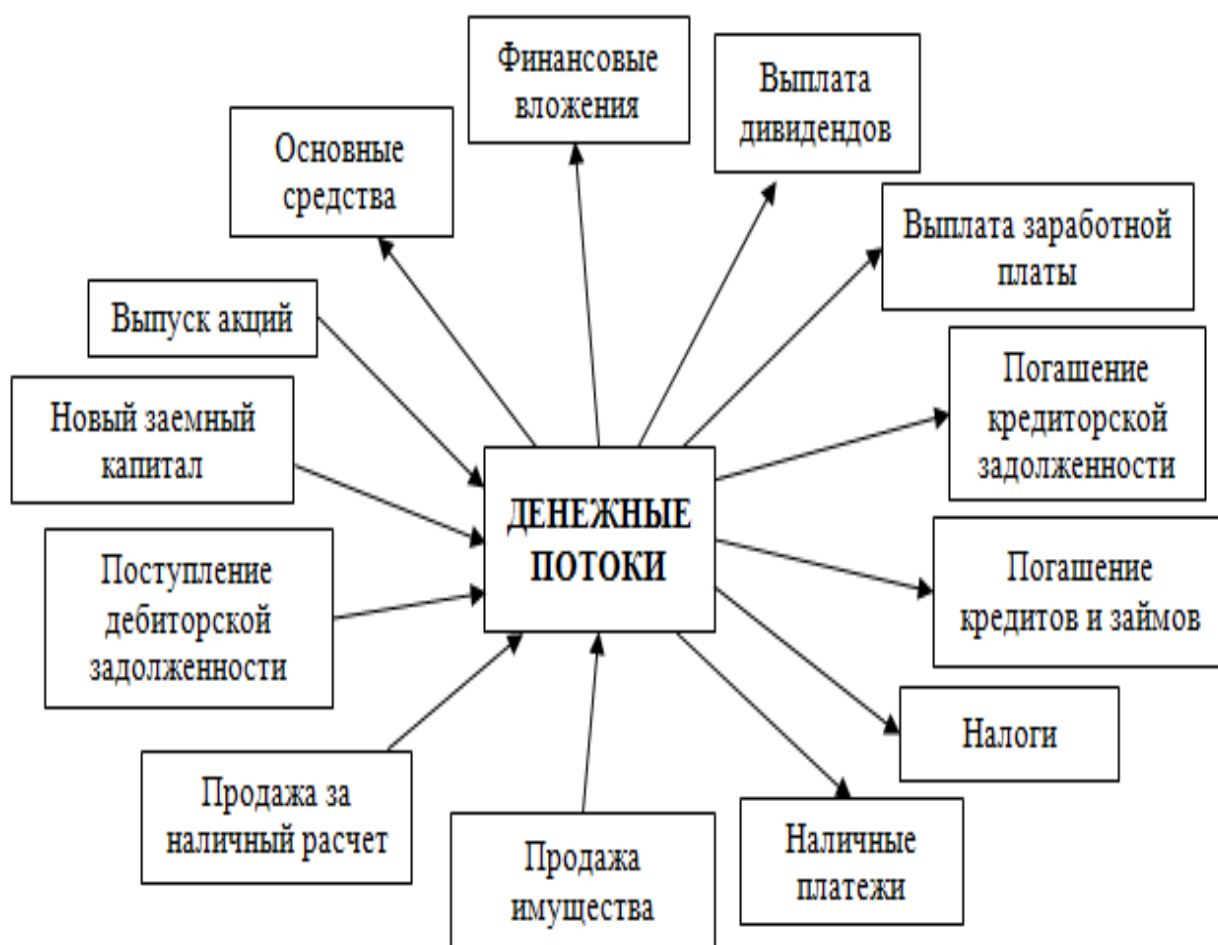 Финансовые
вложения
Выплата
дивидендов
Основные
средства
Выплата заработной
платы
Выпуск акций
Погашение
кредиторской
задолженности
Новый заемный
капитал
ДЕНЕЖНЫЕ
ПОТОКИ
Поступление
дебиторской
задолженности
Погашение
кредитов и займов
Налоги
Продажа за
наличный расчет
Продажа
имущества
Наличные
платежи